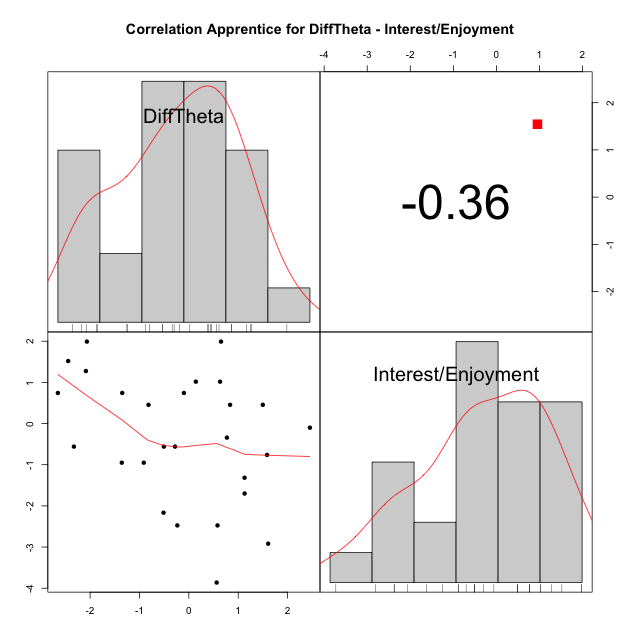 Correlation Apprentice for DiffTheta - Interest/Enjoyment
-4 -3 -2 -1 0 1 2
DiffTheta
-0.36
2
1
0
-1
-2
2
1
0
-1
-2
-3
-4
Interest/Enjoyment
-2 -1 0 1 2